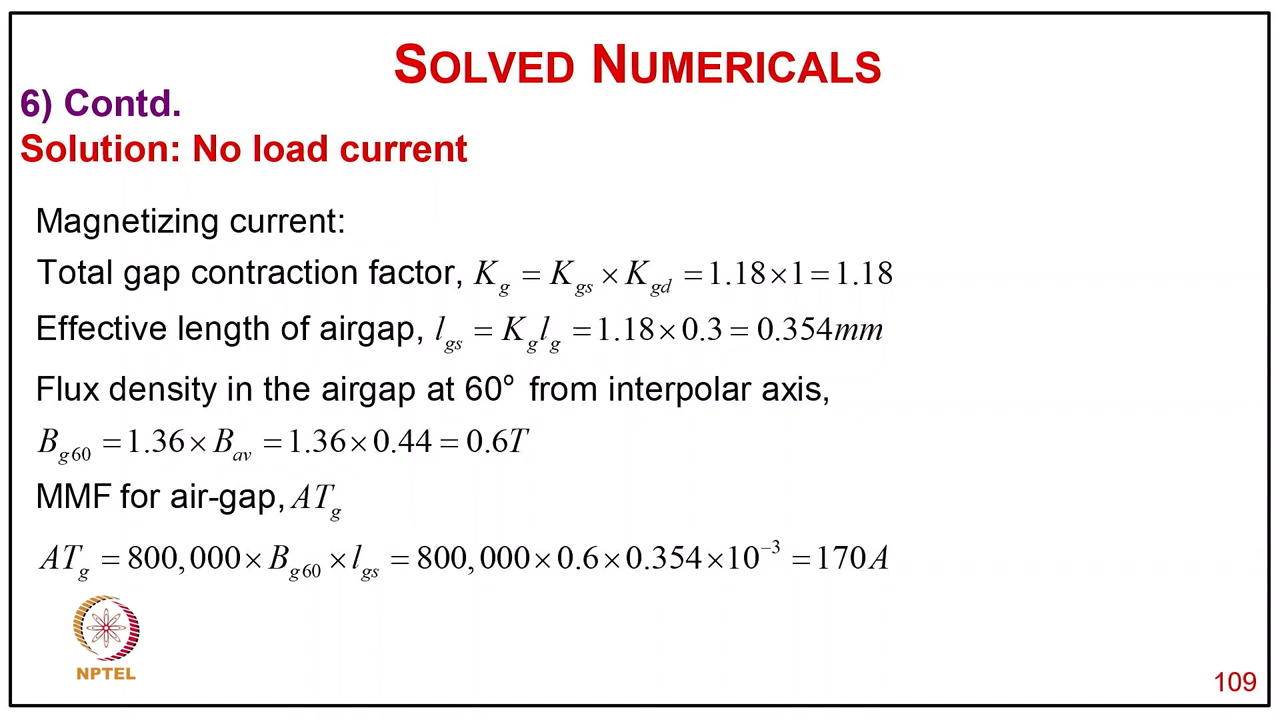 SOLVED NUMERICALS
6) Contd.
Solution: No load current
Magnetizing current:
Total gap contraction factor, K_g = K_gs × K_gd = 1.18×1 = 1.18
Effective length of airgap, l_gs = K_g l_g = 1.18 × 0.3 = 0.354mm
Flux density in the airgap at 60° from interpolar axis,
B_g60 = 1.36 × B_av = 1.36 × 0.44 = 0.6T
MMF for air-gap, AT_g
AT_g = 800,000 × B_g60 × l_gs = 800,000 × 0.6 × 0.354 × 10^−3 = 170A
NPTEL
109